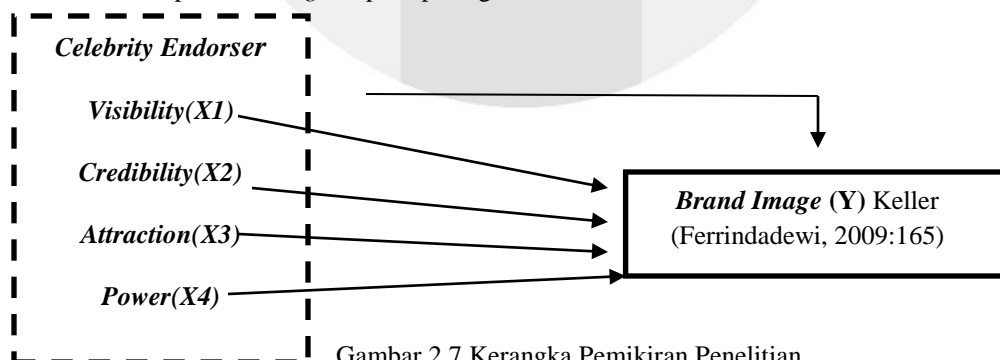 Celebrity Endorser
Visibility(X1)
Credibility(X2)
Attraction(X3)
Power(X4)
Brand Image (Y) Keller
(Ferrindadewi, 2009:165)
Gambar 2.7 Kerangka Pemikiran Penelitian